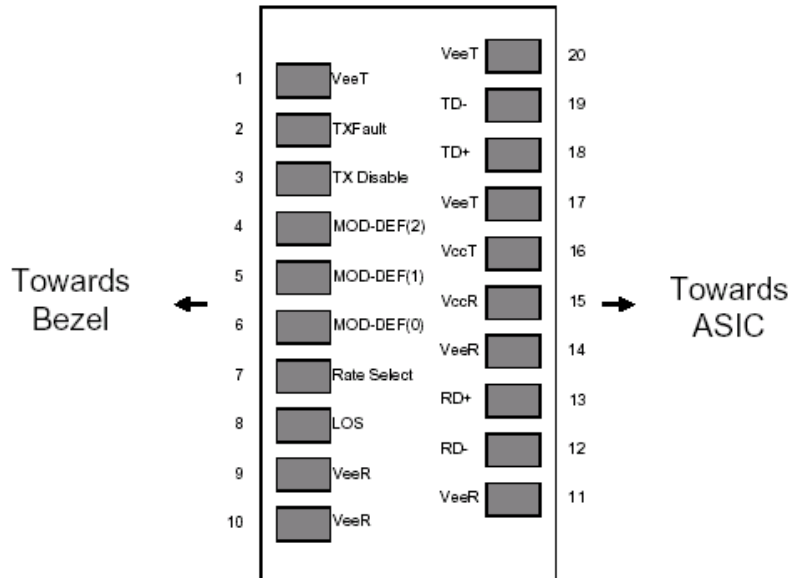 VeeT 20
1 VeeT
TD- 19
2 TXFault
TD+ 18
3 TX Disable
VeeT 17
4 MOD-DEF(2)
VccT 16
5 MOD-DEF(1)
Towards
Bezel
VccR 15
Towards
ASIC
6 MOD-DEF(0)
VeeR 14
7 Rate Select
RD+ 13
8 LOS
RD- 12
9 VeeR
VeeR 11
10 VeeR